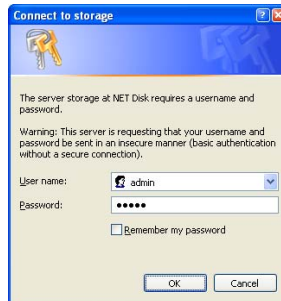 Connect to storage
The server storage at NET Disk requires a username and
password.
Warning: This server is requesting that your username and
password be sent in an insecure manner (basic authentication
without a secure connection).
User name:
admin
Password:
•••••
Remember my password
OK
Cancel